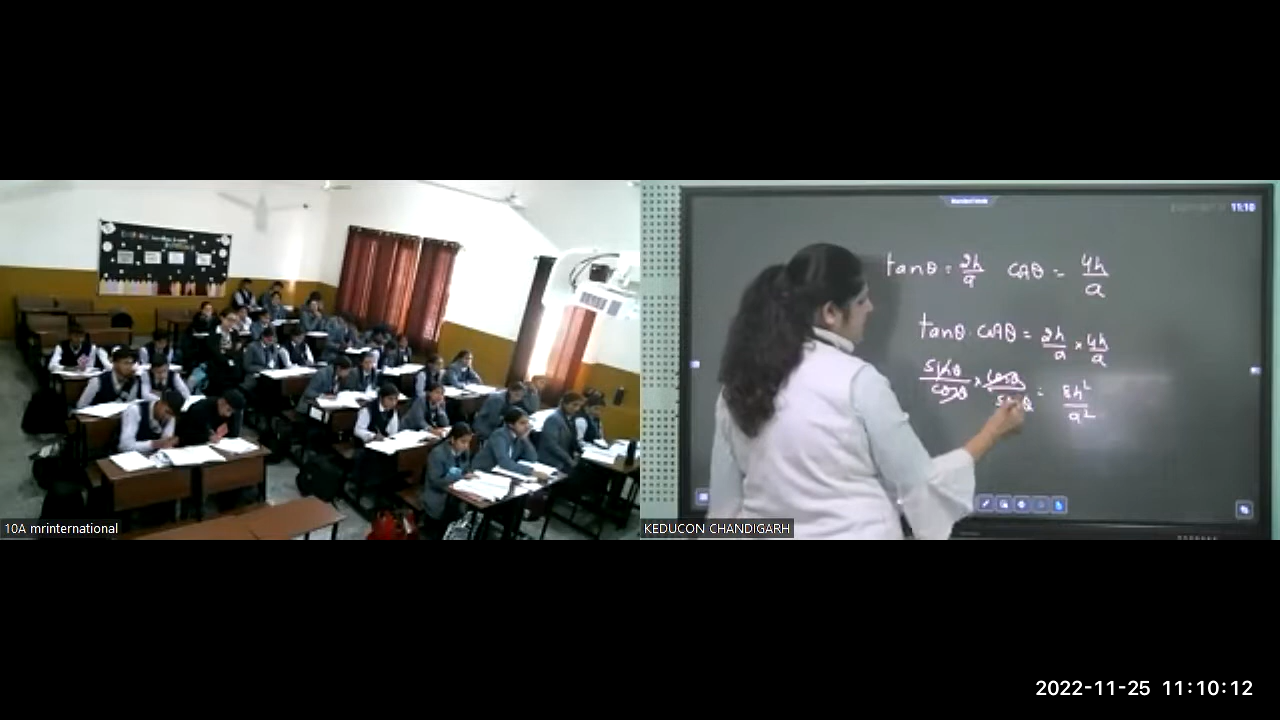 11:10
tanθ = 2h/a cotθ = 4h/a
tanθ · cotθ = 2h/a × 4h/a
sinθ/cosθ × cosθ/sinθ = 8h²/a²
10A mrinternational
KEDUCON CHANDIGARH
2022-11-25 11:10:12